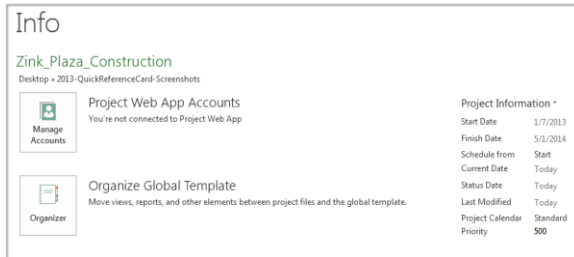 Info
Zink_Plaza_Construction
Desktop » 2013-QuickReferenceCard-Screenshots
Manage
Accounts
Project Web App Accounts
You're not connected to Project Web App
Organizer
Organize Global Template
Move views, reports, and other elements between project files and the global template.
Project Information
Start Date 1/7/2013
Finish Date 5/1/2014
Schedule from Start
Current Date Today
Status Date Today
Last Modified Today
Project Calendar Standard
Priority 500